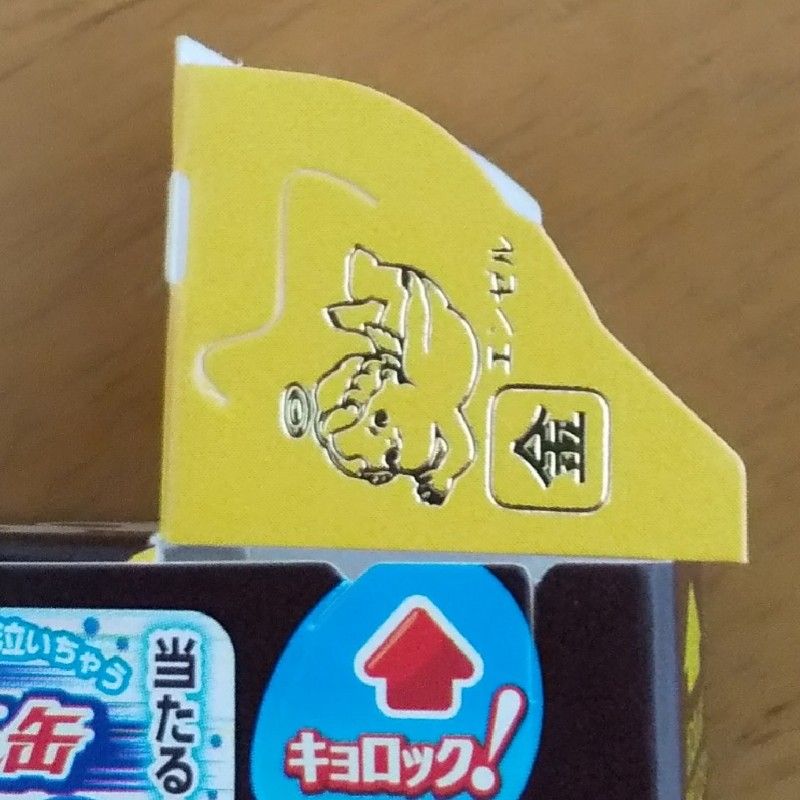 金
エンゼル
泣いちゃう
缶
当たる
キョロック!